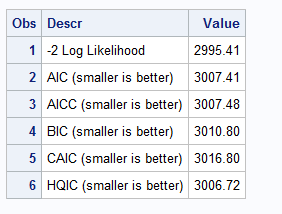 Obs Descr Value
1 -2 Log Likelihood 2995.41
2 AIC (smaller is better) 3007.41
3 AICC (smaller is better) 3007.48
4 BIC (smaller is better) 3010.80
5 CAIC (smaller is better) 3016.80
6 HQIC (smaller is better) 3006.72